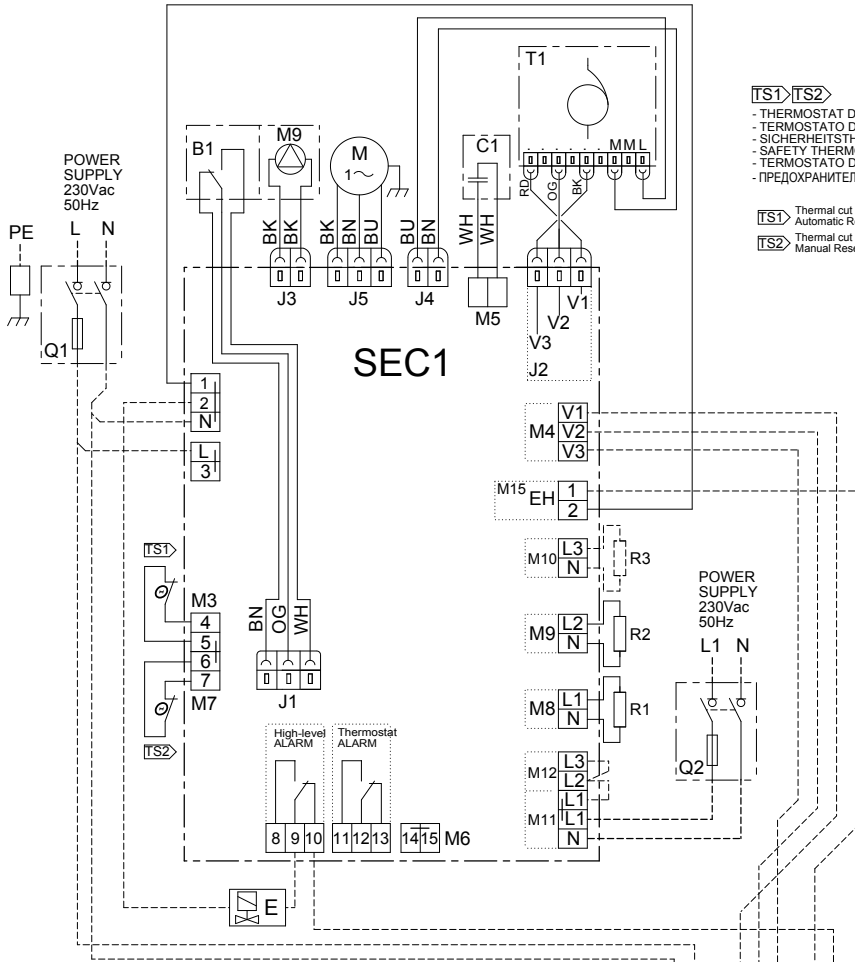 T1
TS1 TS2
- THERMOSTAT D
- TERMOSTATO D
- SICHERHEITSTH
- SAFETY THERM
- TERMOSTATO D
- ПРЕДОХРАНИТЕЛ
TS1 Thermal cut
Automatic R
TS2 Thermal cut
Manual Rese
B1
M9
M
1~
C1
M M L
POWER
SUPPLY
230Vac
50Hz
PE
L N
Q1
BK
BK
BK
BN
BU
BU
BN
WH
WH
RD
OG
BK
J3
J5
J4
M5
V1
V2
V3
J2
SEC1
1
2
N
L
3
M4
V1
V2
V3
M15
EH
1
2
M10
L3
N
R3
M9
L2
N
R2
M8
L1
N
R1
M12
L3
L2
M11
L1
L1
N
POWER
SUPPLY
230Vac
50Hz
L1 N
Q2
TS1
M3
4
5
6
7
M7
TS2
BN
OG
WH
J1
High-level
ALARM
Thermostat
ALARM
8 9 10
11 12 13
14 15 M6
E